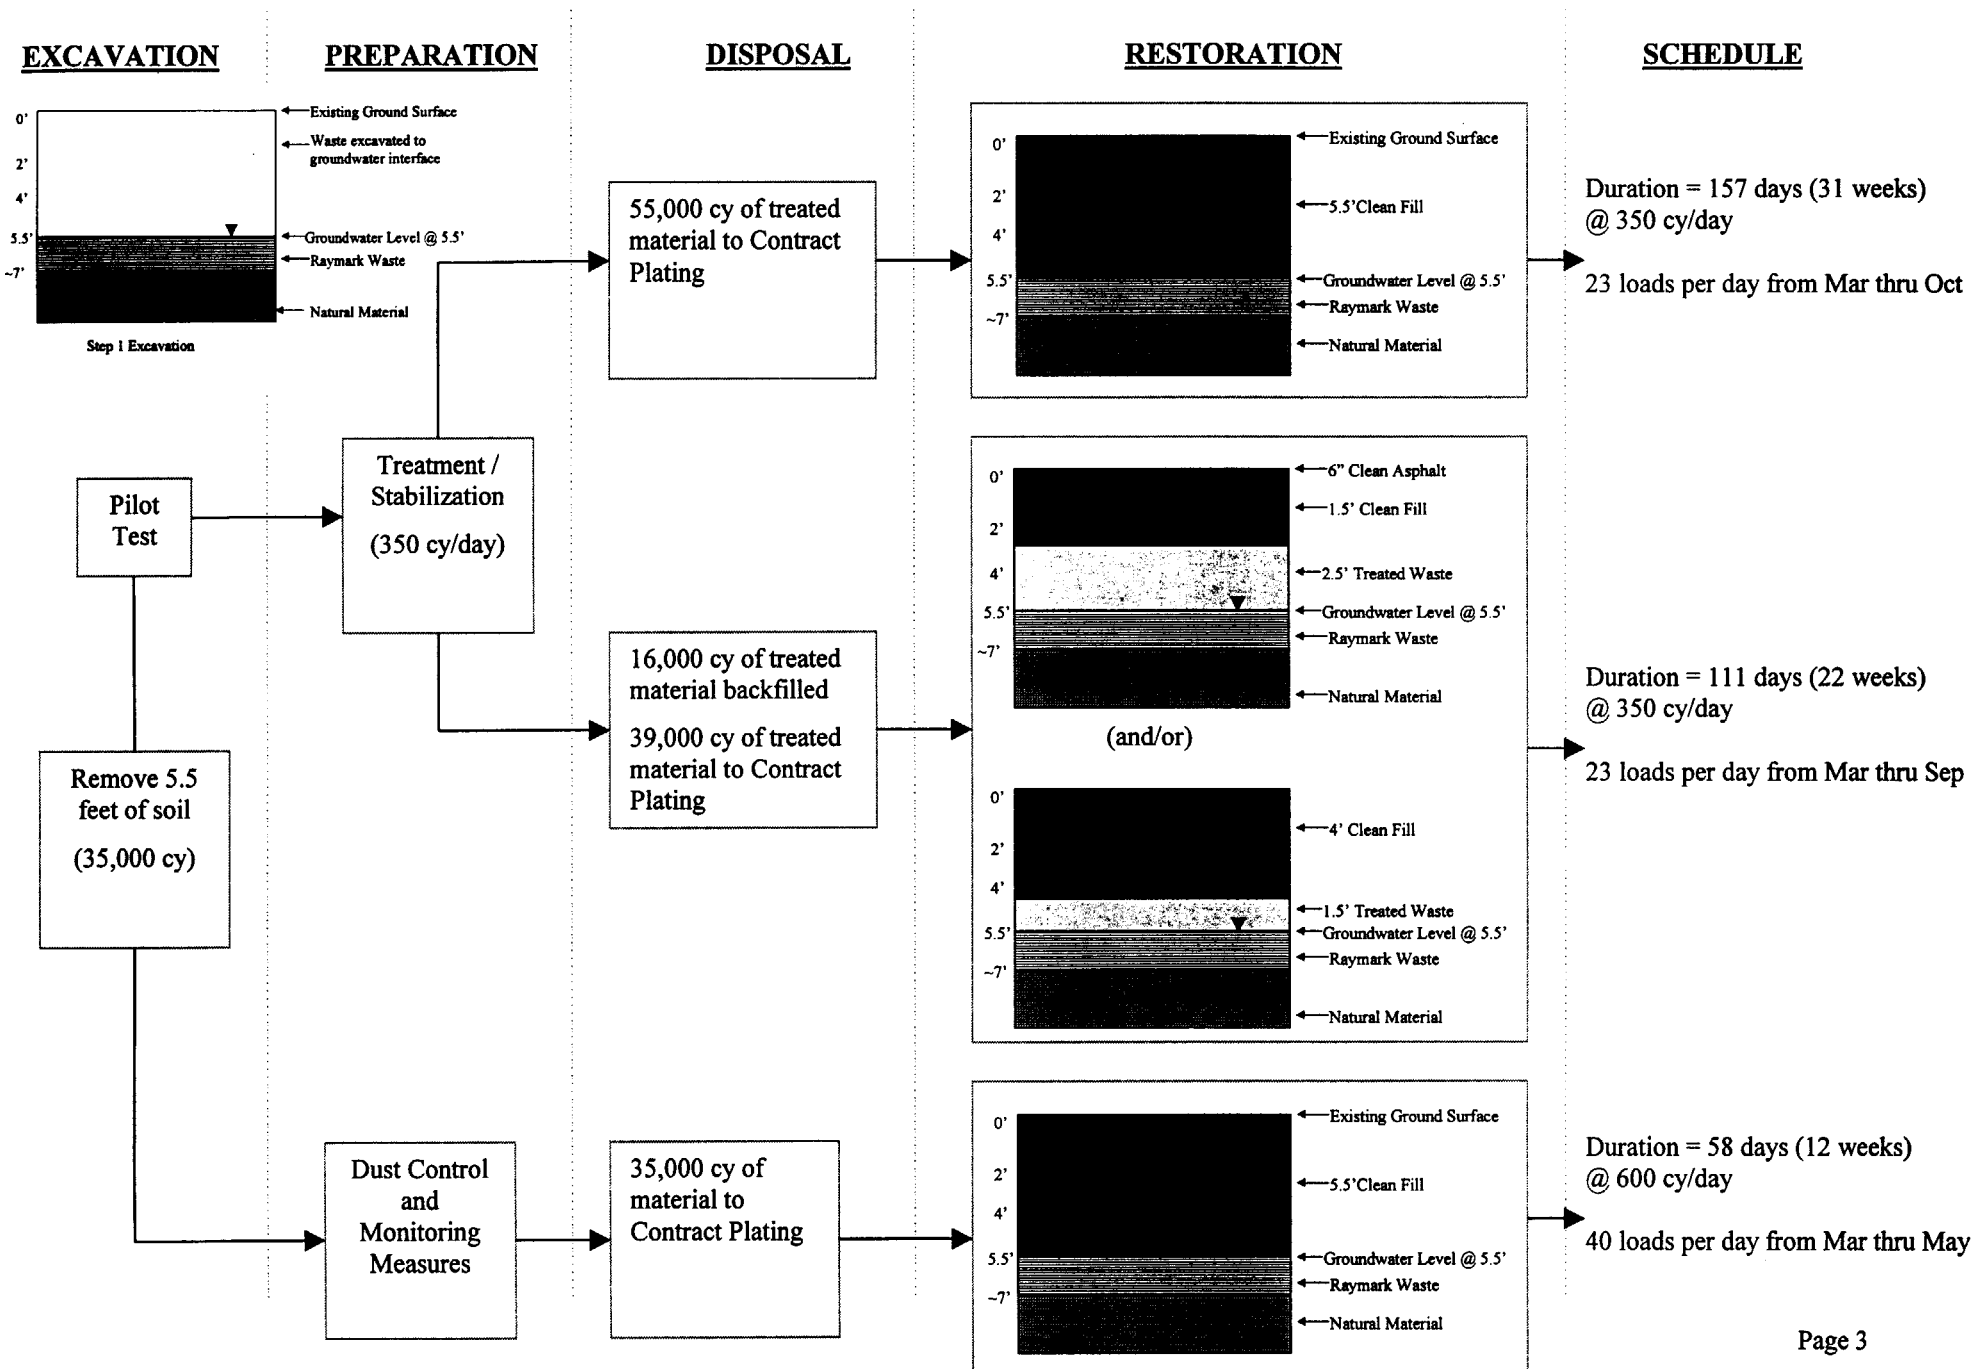 EXCAVATION
PREPARATION
DISPOSAL
RESTORATION
SCHEDULE
0'
2'
4'
5.5'
~7'
Existing Ground Surface
Waste excavated to
groundwater interface
Groundwater Level @ 5.5'
Raymark Waste
Natural Material
Step 1 Excavation
Pilot
Test
Remove 5.5
feet of soil
(35,000 cy)
Treatment /
Stabilization
(350 cy/day)
Dust Control
and
Monitoring
Measures
55,000 cy of treated
material to Contract
Plating
16,000 cy of treated
material backfilled
39,000 cy of treated
material to Contract
Plating
35,000 cy of
material to
Contract Plating
0'
2'
4'
5.5'
~7'
Existing Ground Surface
5.5'Clean Fill
Groundwater Level @ 5.5'
Raymark Waste
Natural Material
0'
2'
4'
5.5'
~7'
6" Clean Asphalt
1.5' Clean Fill
2.5' Treated Waste
Groundwater Level @ 5.5'
Raymark Waste
Natural Material
(and/or)
0'
2'
4'
5.5'
~7'
4' Clean Fill
1.5' Treated Waste
Groundwater Level @ 5.5'
Raymark Waste
Natural Material
0'
2'
4'
5.5'
~7'
Existing Ground Surface
5.5'Clean Fill
Groundwater Level @ 5.5'
Raymark Waste
Natural Material
Duration = 157 days (31 weeks)
@ 350 cy/day
23 loads per day from Mar thru Oct
Duration = 111 days (22 weeks)
@ 350 cy/day
23 loads per day from Mar thru Sep
Duration = 58 days (12 weeks)
@ 600 cy/day
40 loads per day from Mar thru May
Page 3